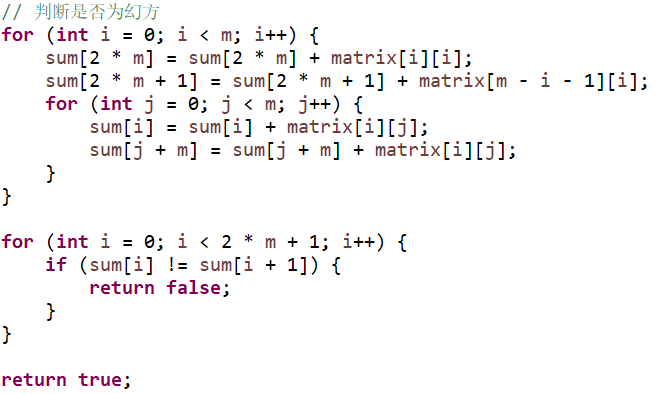 // 判断是否为幻方
for (int i = 0; i < m; i++) {
    sum[2 * m] = sum[2 * m] + matrix[i][i];
    sum[2 * m + 1] = sum[2 * m + 1] + matrix[m - i - 1][i];
    for (int j = 0; j < m; j++) {
        sum[i] = sum[i] + matrix[i][j];
        sum[j + m] = sum[j + m] + matrix[i][j];
    }
}

for (int i = 0; i < 2 * m + 1; i++) {
    if (sum[i] != sum[i + 1]) {
        return false;
    }
}

return true;